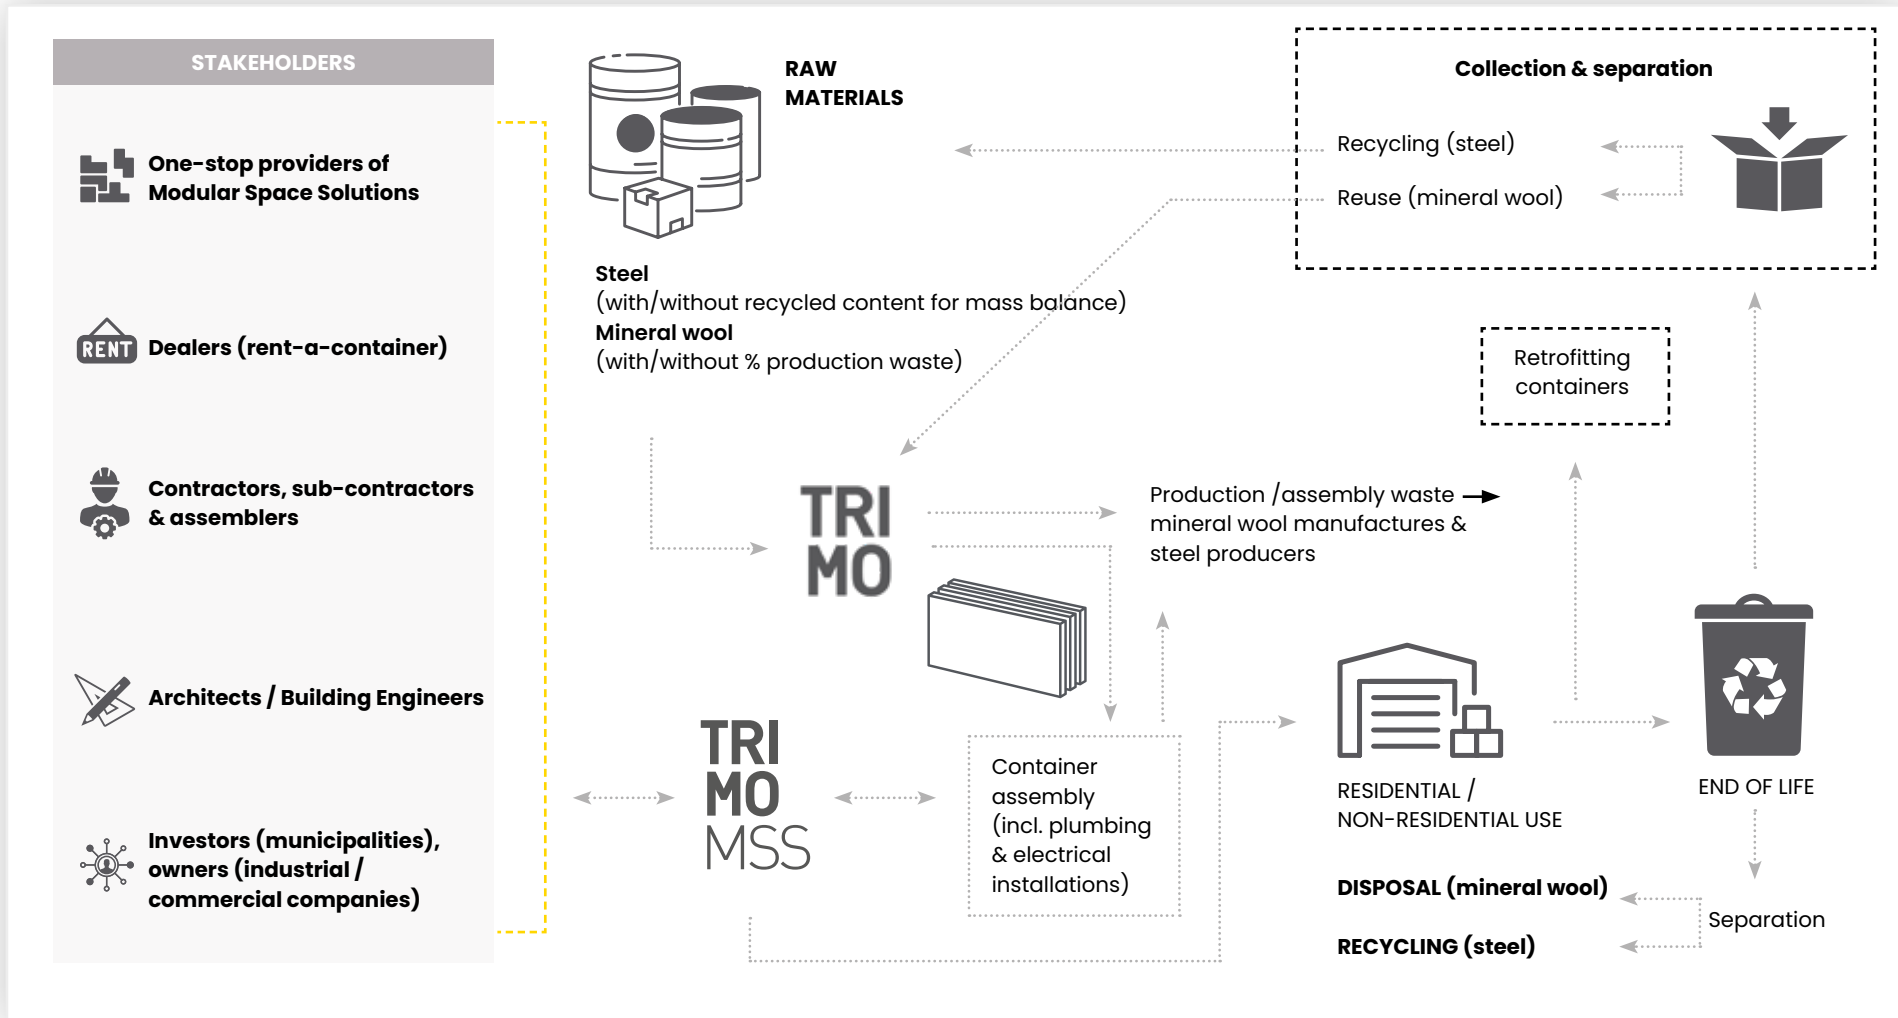 STAKEHOLDERS
One-stop providers of
Modular Space Solutions
RENT
Dealers (rent-a-container)
Contractors, sub-contractors
& assemblers
Architects / Building Engineers
Investors (municipalities),
owners (industrial /
commercial companies)
RAW
MATERIALS
Steel
(with/without recycled content for mass balance)
Mineral wool
(with/without % production waste)
Collection & separation
Recycling (steel)
Reuse (mineral wool)
Retrofitting
containers
TRI
MO
Production /assembly waste
mineral wool manufactures &
steel producers
TRI
MO
MSS
Container
assembly
(incl. plumbing
& electrical
installations)
RESIDENTIAL /
NON-RESIDENTIAL USE
END OF LIFE
DISPOSAL (mineral wool)
RECYCLING (steel)
Separation